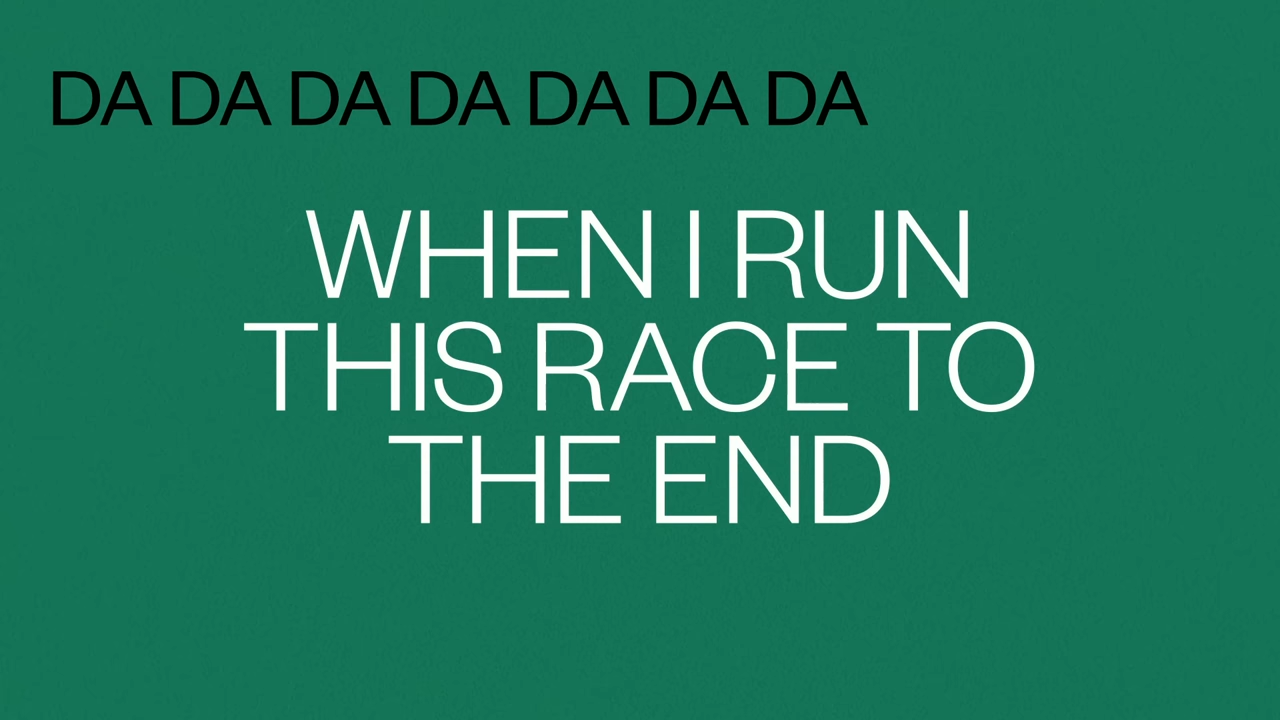 DA DA DA DA DA DA DA
WHEN I RUN
THIS RACE TO
THE END